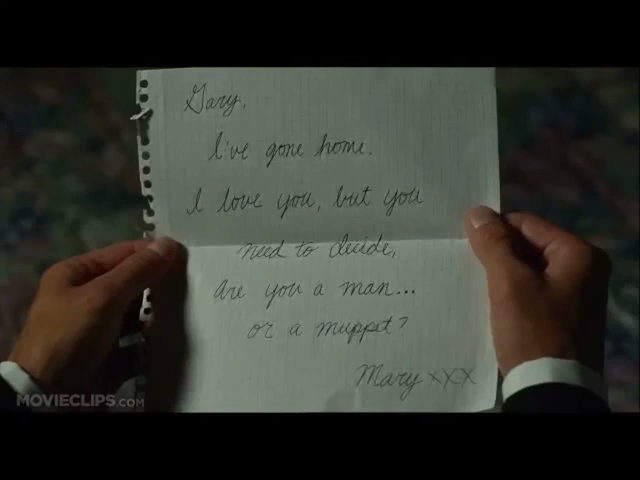 Gary,
I've gone home.
I love you, but you
need to decide,
are you a man...
or a muppet?
Mary xxx
MOVIECLIPS.COM